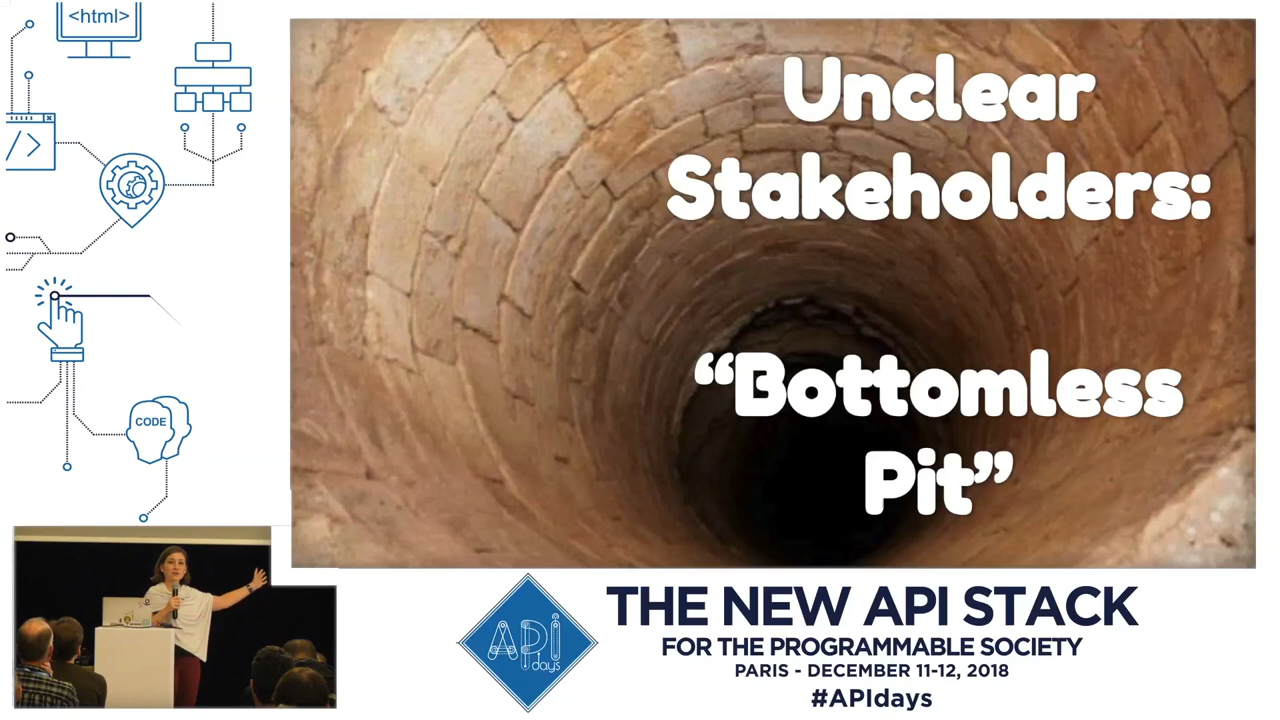 <html>
</>
CODE
Unclear
Stakeholders:
“Bottomless
Pit”
API
days
THE NEW API STACK
FOR THE PROGRAMMABLE SOCIETY
PARIS - DECEMBER 11-12, 2018
#APIdays